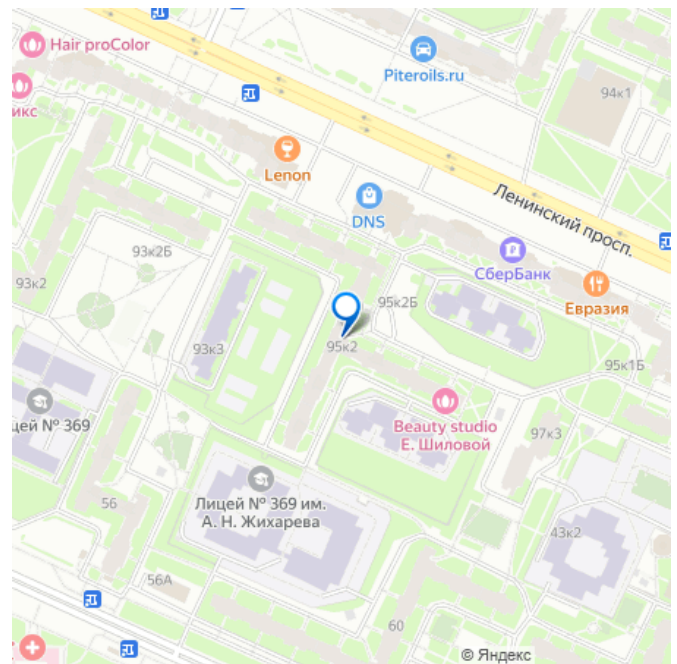 Hair proColor
Piteroils.ru
икс
94к1
Lenon
Ленинский просп.
DNS
93к2Б
СберБанк
93к2
95к2Б
Евразия
93к3
95к2
95к1Б
цей № 369
Beauty studio
Е. Шиловой
97к3
Лицей № 369 им.
А. Н. Жихарева
56
43к2
56А
60
© Яндекс